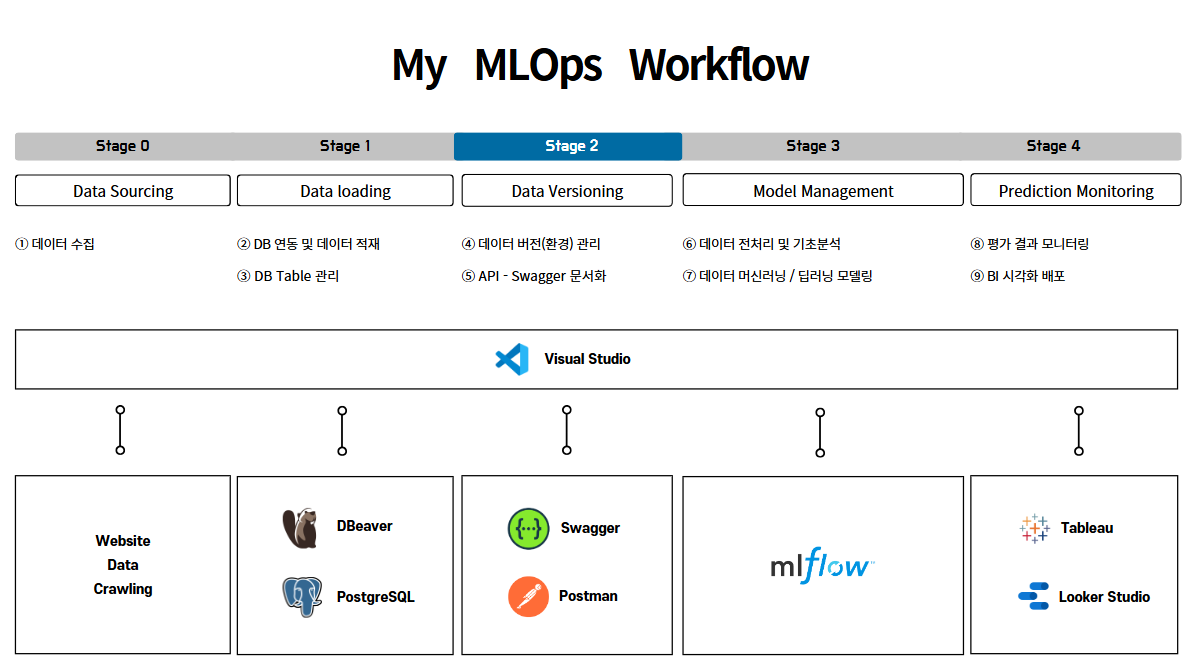 My MLOps Workflow
Stage 0
Stage 1
Stage 2
Stage 3
Stage 4
Data Sourcing
Data loading
Data Versioning
Model Management
Prediction Monitoring
① 데이터 수집
② DB 연동 및 데이터 적재
③ DB Table 관리
④ 데이터 버전(환경) 관리
⑤ API - Swagger 문서화
⑥ 데이터 전처리 및 기초분석
⑦ 데이터 머신러닝 / 딥러닝 모델링
⑧ 평가 결과 모니터링
⑨ BI 시각화 배포
Visual Studio
Website
Data
Crawling
DBeaver
PostgreSQL
Swagger
Postman
mlflow™
Tableau
Looker Studio